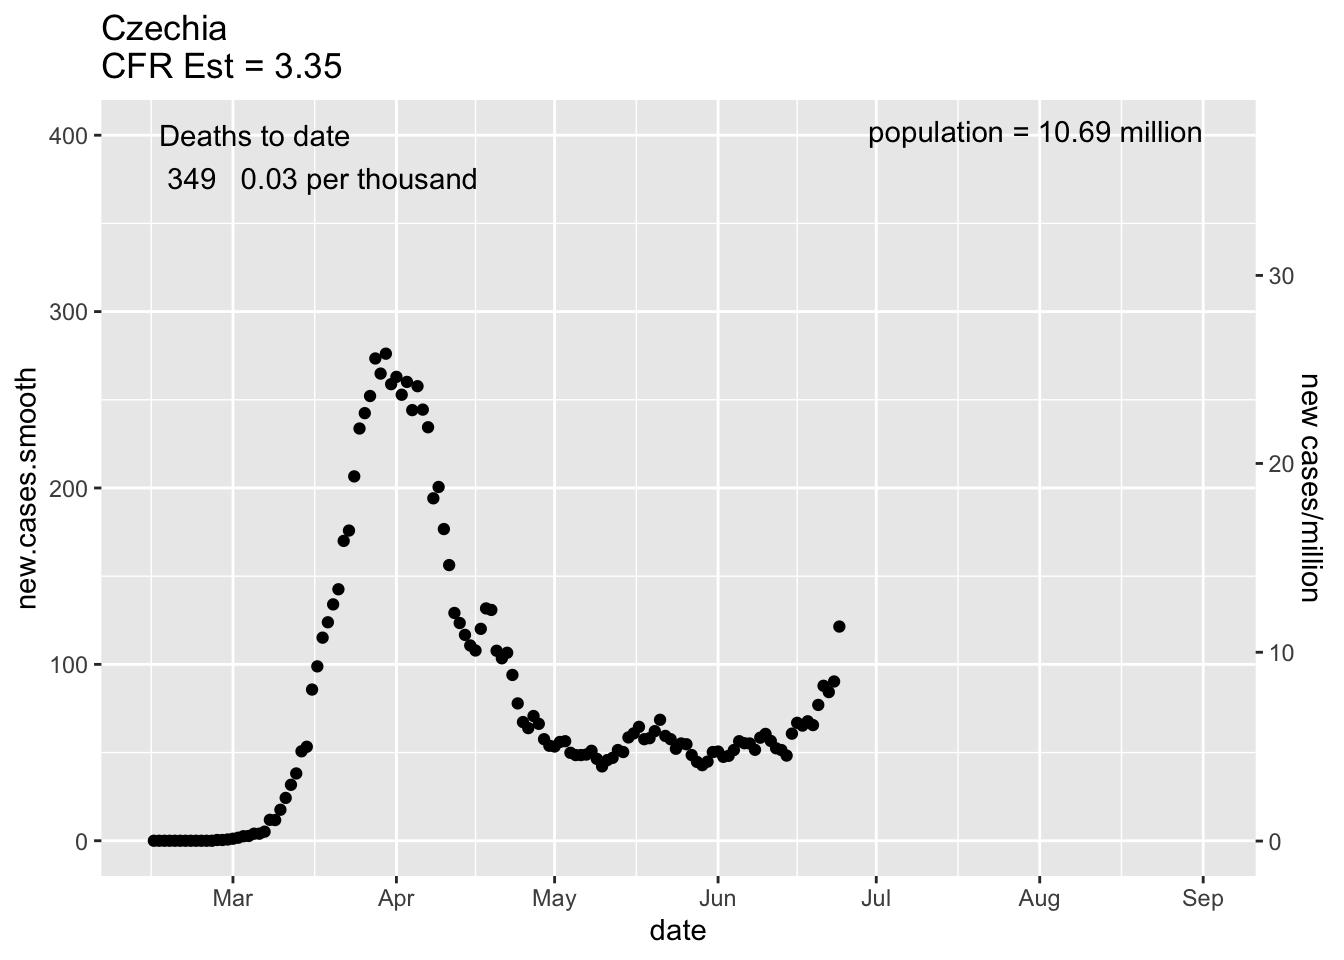 Czechia
CFR Est = 3.35
Deaths to date
349 0.03 per thousand
population = 10.69 million
400
300
200
100
0
new.cases.smooth
30
20
10
0
new cases/million
Mar Apr May Jun Jul Aug Sep
date